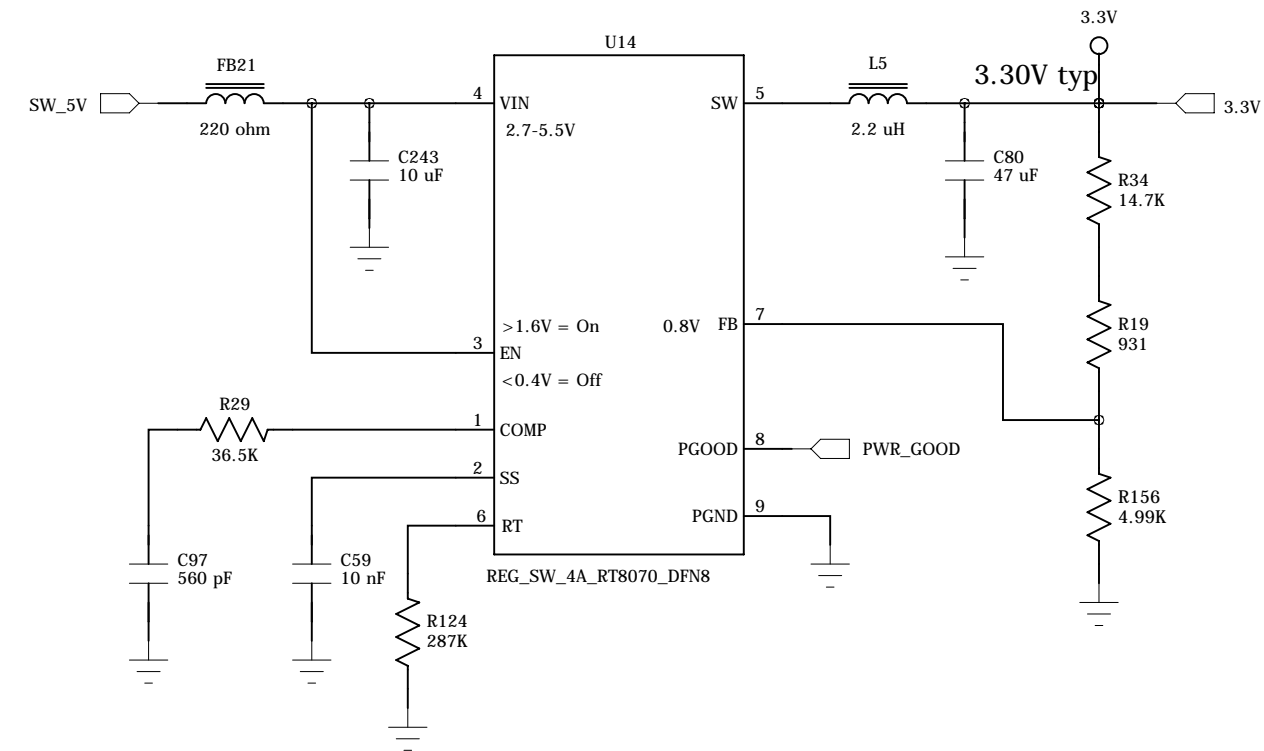 3.3V
U14
FB21
L5
3.30V typ
SW_5V
4
VIN
SW
5
3.3V
220 ohm
2.7-5.5V
2.2 uH
C243
10 uF
C80
47 uF
R34
14.7K
>1.6V = On
0.8V
FB
7
R19
931
3
EN
<0.4V = Off
R29
1
COMP
36.5K
PGOOD
8
PWR_GOOD
2
SS
R156
4.99K
6
RT
PGND
9
C97
560 pF
C59
10 nF
REG_SW_4A_RT8070_DFN8
R124
287K